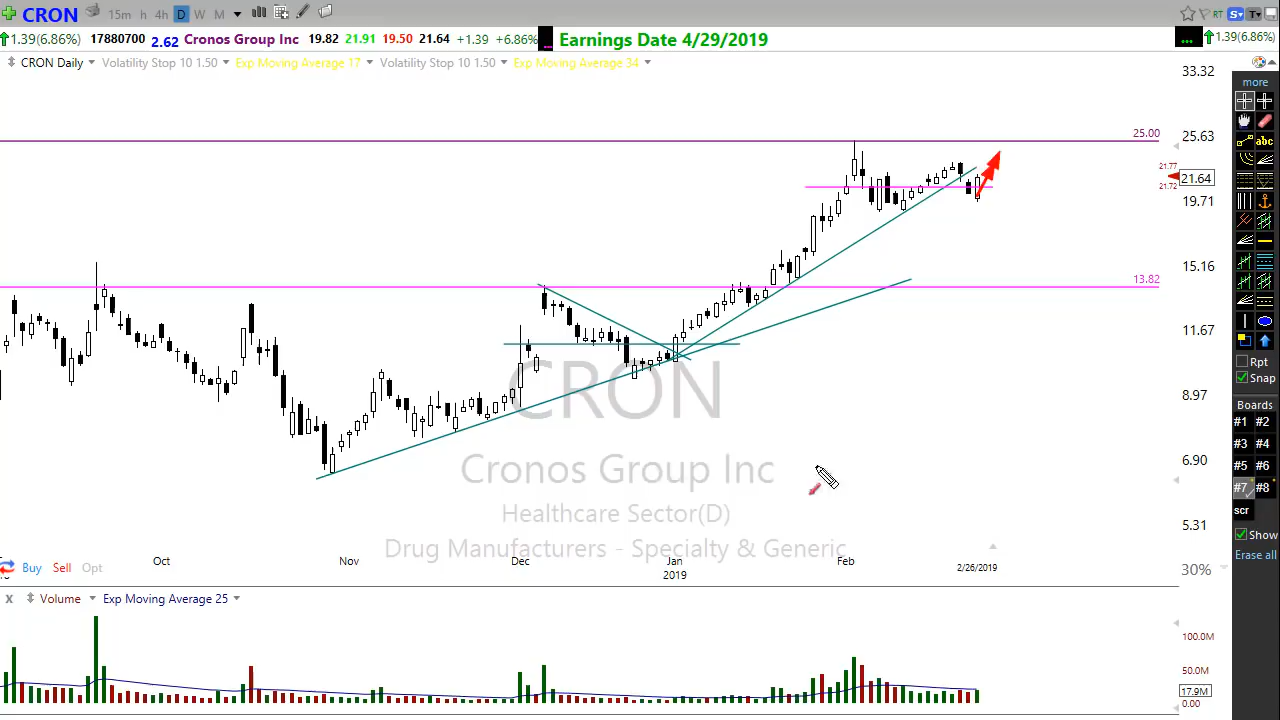 CRON 15m h 4h D W M RT S T
1.39(6.86%) 17880700 2.62 Cronos Group Inc 19.82 21.91 19.50 21.64 +1.39 +6.86% ... Earnings Date 4/29/2019 ... 1.39(6.86%)
CRON Daily Volatility Stop 10 1.50 Exp Moving Average 17 Volatility Stop 10 1.50 Exp Moving Average 34
33.32
more
25.00 25.63
abc
21.77
21.64
21.72
19.71
15.16
13.82
11.67
Rpt
Snap
CRON
8.97
Boards
#1 #2
#3 #4
Cronos Group Inc
6.90
#5 #6
#7 #8
Healthcare Sector(D)
scr
5.31
Drug Manufacturers - Specialty & Generic
Show
Erase all
Oct Nov Dec Jan Feb
Buy Sell Opt 2019 2/26/2019 30%
X Volume Exp Moving Average 25
100.0M
50.0M
17.9M
0.00